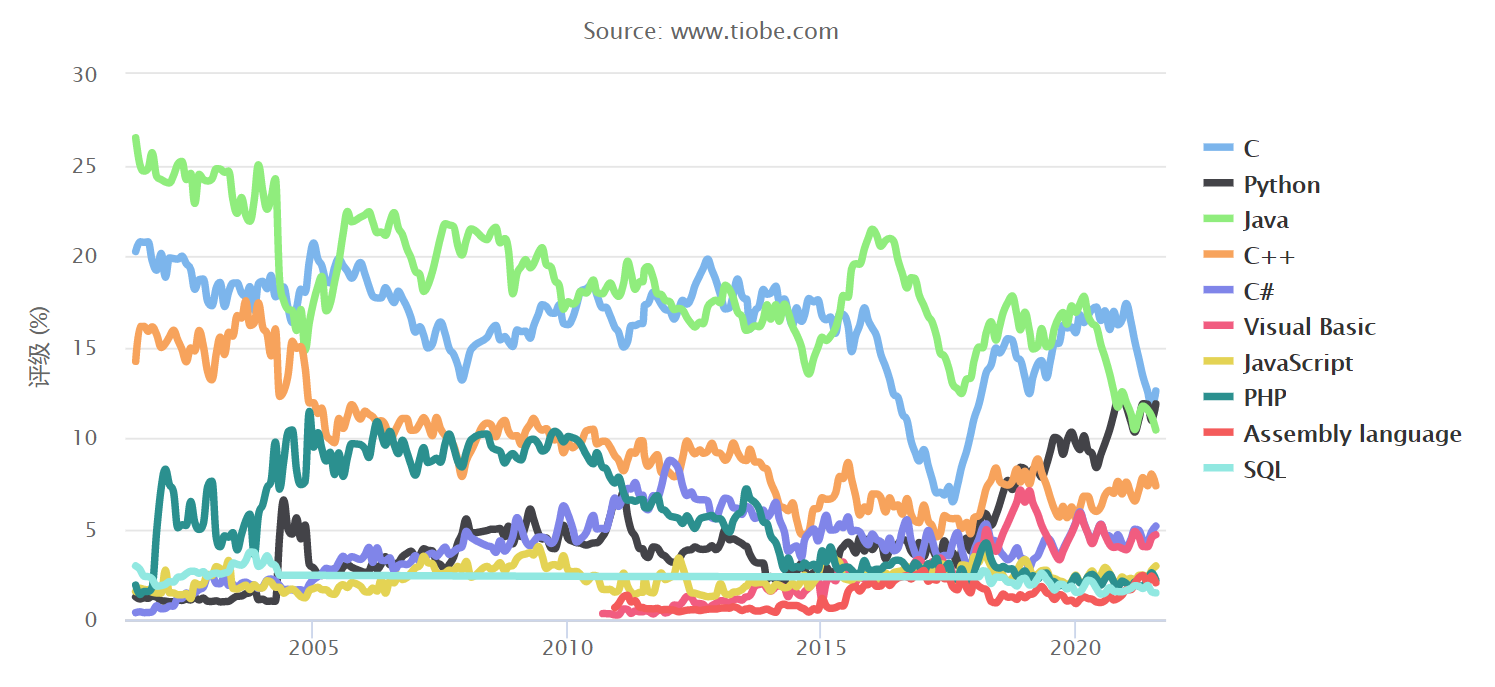 Source: www.tiobe.com
30
25
20
15
10
5
0
评级 (%)
2005
2010
2015
2020
C
Python
Java
C++
C#
Visual Basic
JavaScript
PHP
Assembly language
SQL